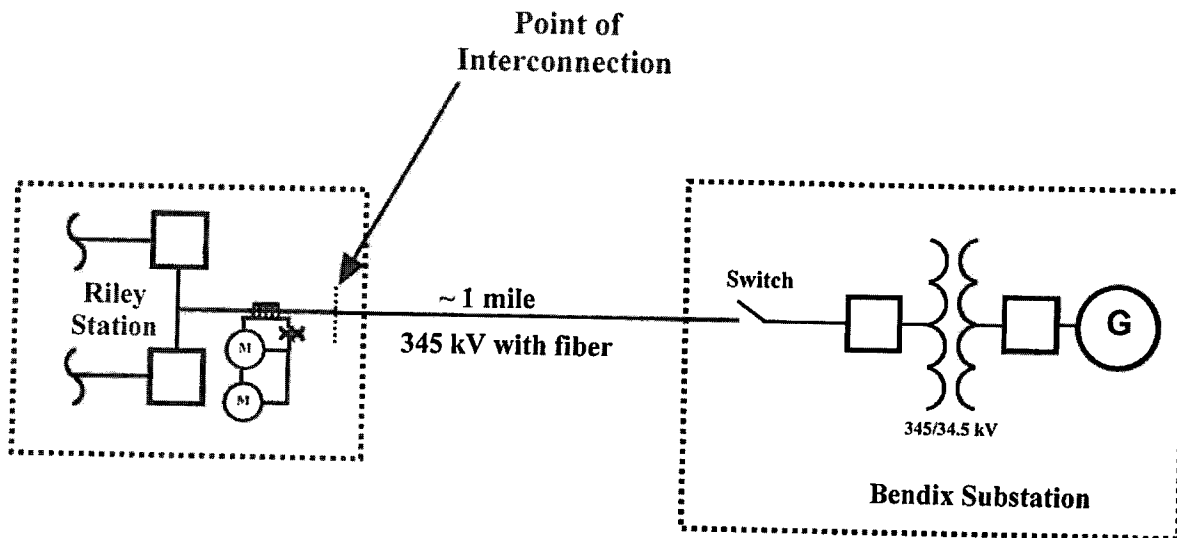 Point of
Interconnection
Riley
Station
M
M
~ 1 mile
345 kV with fiber
Switch
G
345/34.5 kV
Bendix Substation